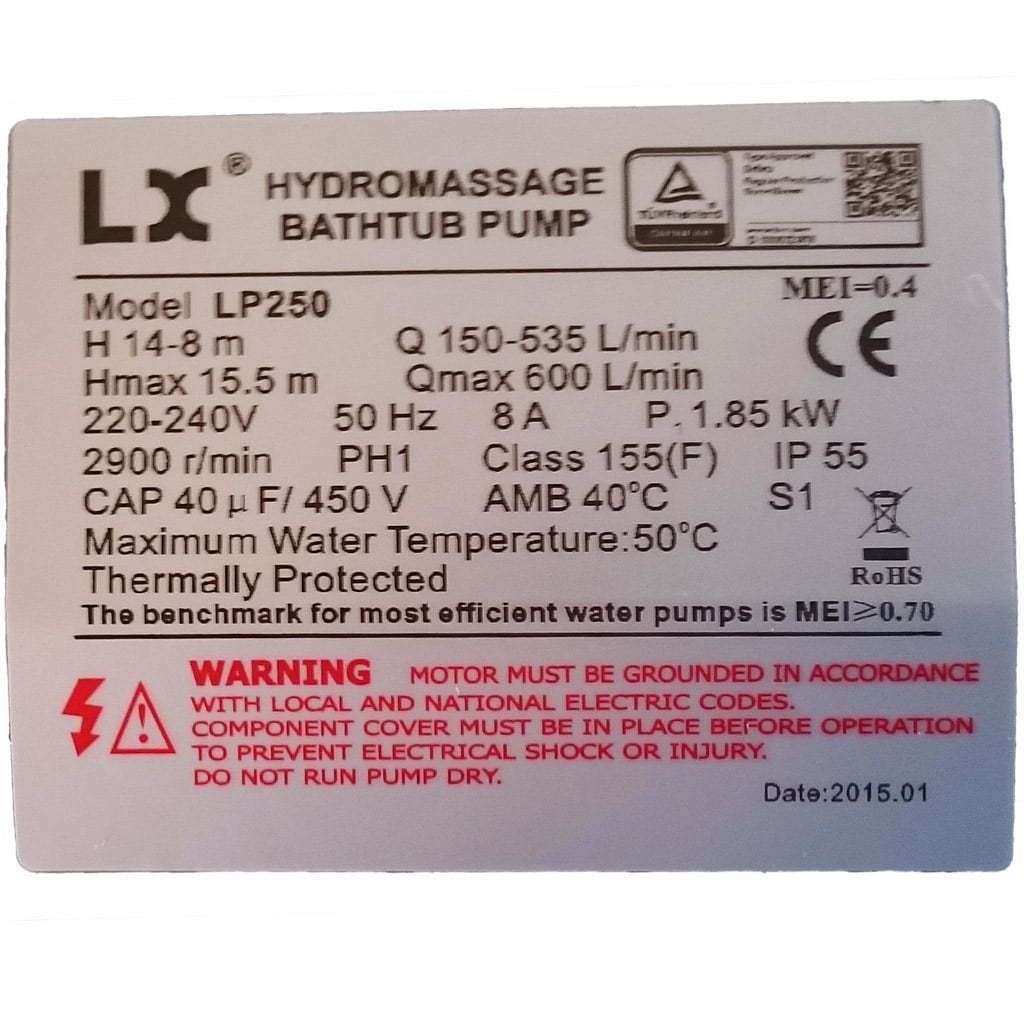 LX ® HYDROMASSAGE
BATHTUB PUMP
TÜVRheinland
MEI=0.4
Model LP250
H 14-8 m Q 150-535 L/min
CE
Hmax 15.5 m Qmax 600 L/min
220-240V 50 Hz 8 A P. 1.85 kW
2900 r/min PH1 Class 155(F) IP 55
CAP 40 μF/ 450 V AMB 40°C S1
Maximum Water Temperature:50°C
Thermally Protected
RoHS
The benchmark for most efficient water pumps is MEI≥0.70
WARNING MOTOR MUST BE GROUNDED IN ACCORDANCE
WITH LOCAL AND NATIONAL ELECTRIC CODES.
COMPONENT COVER MUST BE IN PLACE BEFORE OPERATION
TO PREVENT ELECTRICAL SHOCK OR INJURY.
DO NOT RUN PUMP DRY.
Date:2015.01